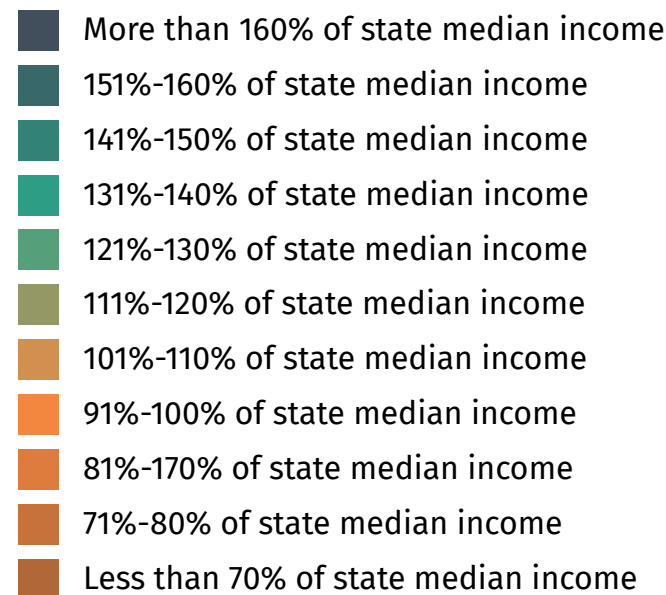 More than 160% of state median income
151%-160% of state median income
141%-150% of state median income
131%-140% of state median income
121%-130% of state median income
111%-120% of state median income
101%-110% of state median income
91%-100% of state median income
81%-170% of state median income
71%-80% of state median income
Less than 70% of state median income